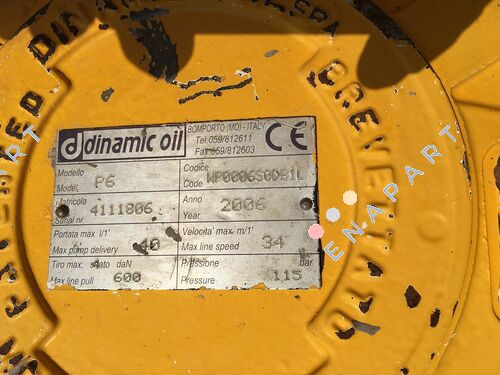 dinamic oil
BOMPORTO (MO) - ITALY
Tel.059/812611
Fax 059/812603
CE
Modello
Model P6
Codice
Code
Matricola
Serial nr. 4111806
Anno
Year 2006
Portata max l/1'
Max pump delivery 40
Velocita' max. m/1'
Max line speed 34
Tiro max. strato daN
Max line pull 600
Pressione bar
Pressure 115
BREVETTATO
ENAPART